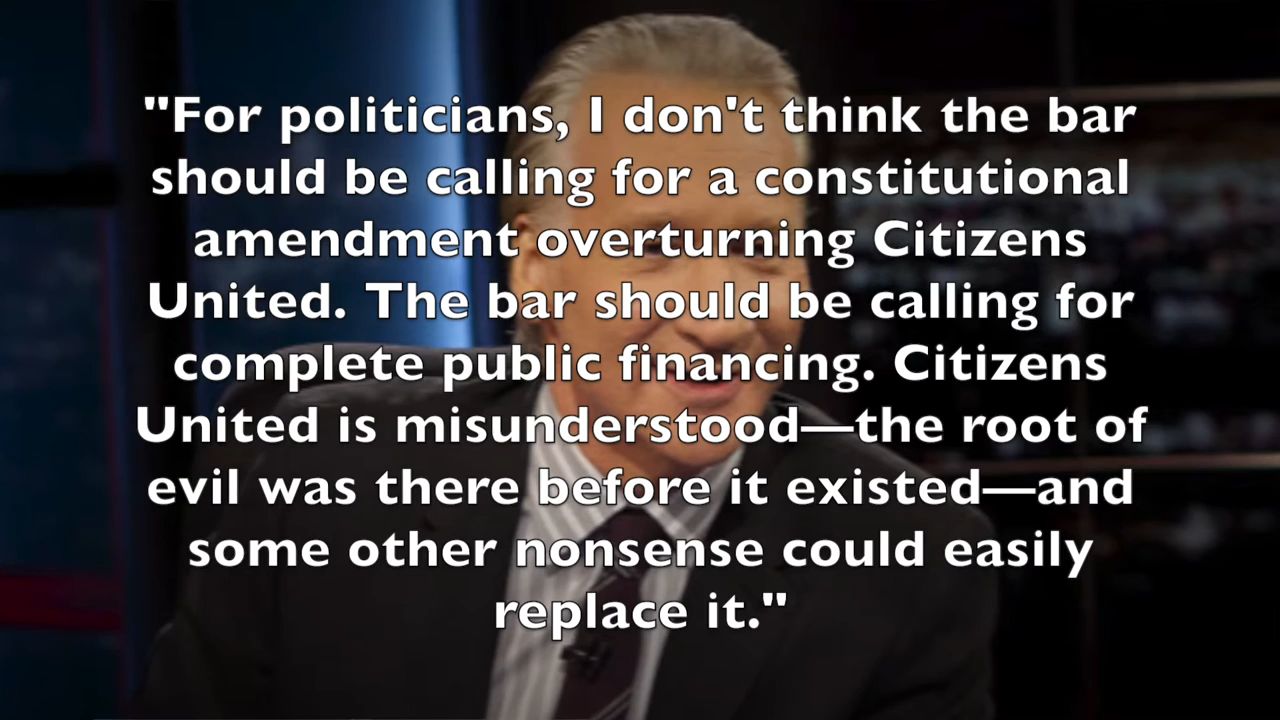 "For politicians, I don't think the bar
should be calling for a constitutional
amendment overturning Citizens
United. The bar should be calling for
complete public financing. Citizens
United is misunderstood—the root of
evil was there before it existed—and
some other nonsense could easily
replace it."